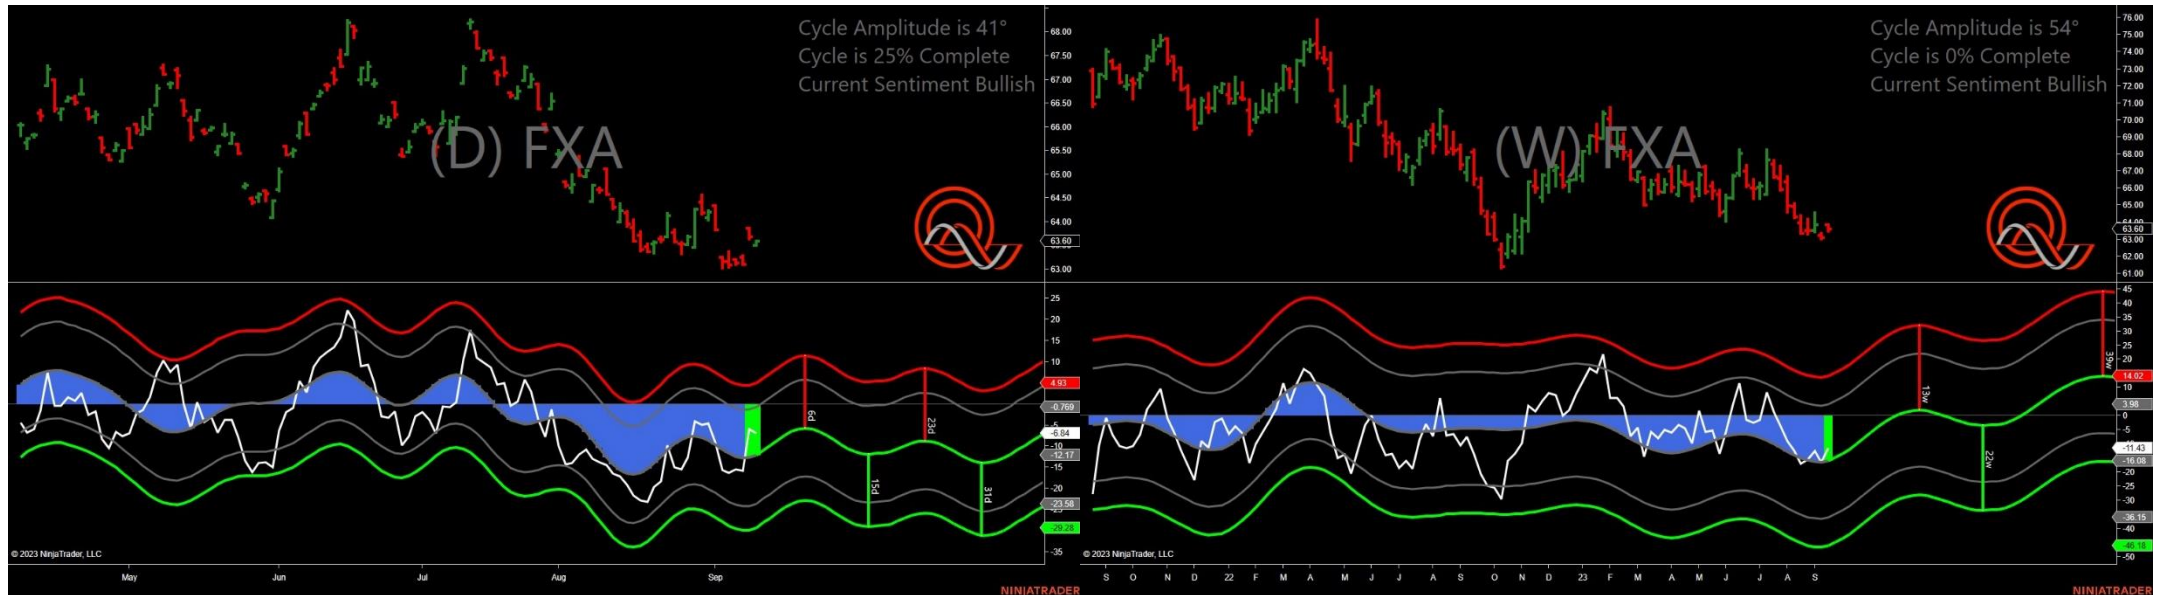 Cycle Amplitude is 41°
Cycle is 25% Complete
Current Sentiment Bullish
(D) FXA
68.00
67.50
67.00
66.50
66.00
65.50
65.00
64.50
64.00
63.60
63.00
25
20
15
10
4.93
-0.769
-6.84
-12.17
-15
-20
-23.58
-29.28
-35
6d
15d
23d
31d
© 2023 NinjaTrader, LLC
May Jun Jul Aug Sep
NINJATRADER
Cycle Amplitude is 54°
Cycle is 0% Complete
Current Sentiment Bullish
(W) FXA
76.00
75.00
74.00
73.00
72.00
71.00
70.00
69.00
68.00
67.00
66.00
65.00
64.00
63.60
63.00
62.00
61.00
45
40
35
30
25
20
14.02
10
3.98
0
-5
-11.43
-16.08
-25
-30
-36.15
-40
-46.18
-50
13w
22w
39w
© 2023 NinjaTrader, LLC
S O N D 22 F M A M J J A S O N D 23 F M A M J J A S
NINJATRADER